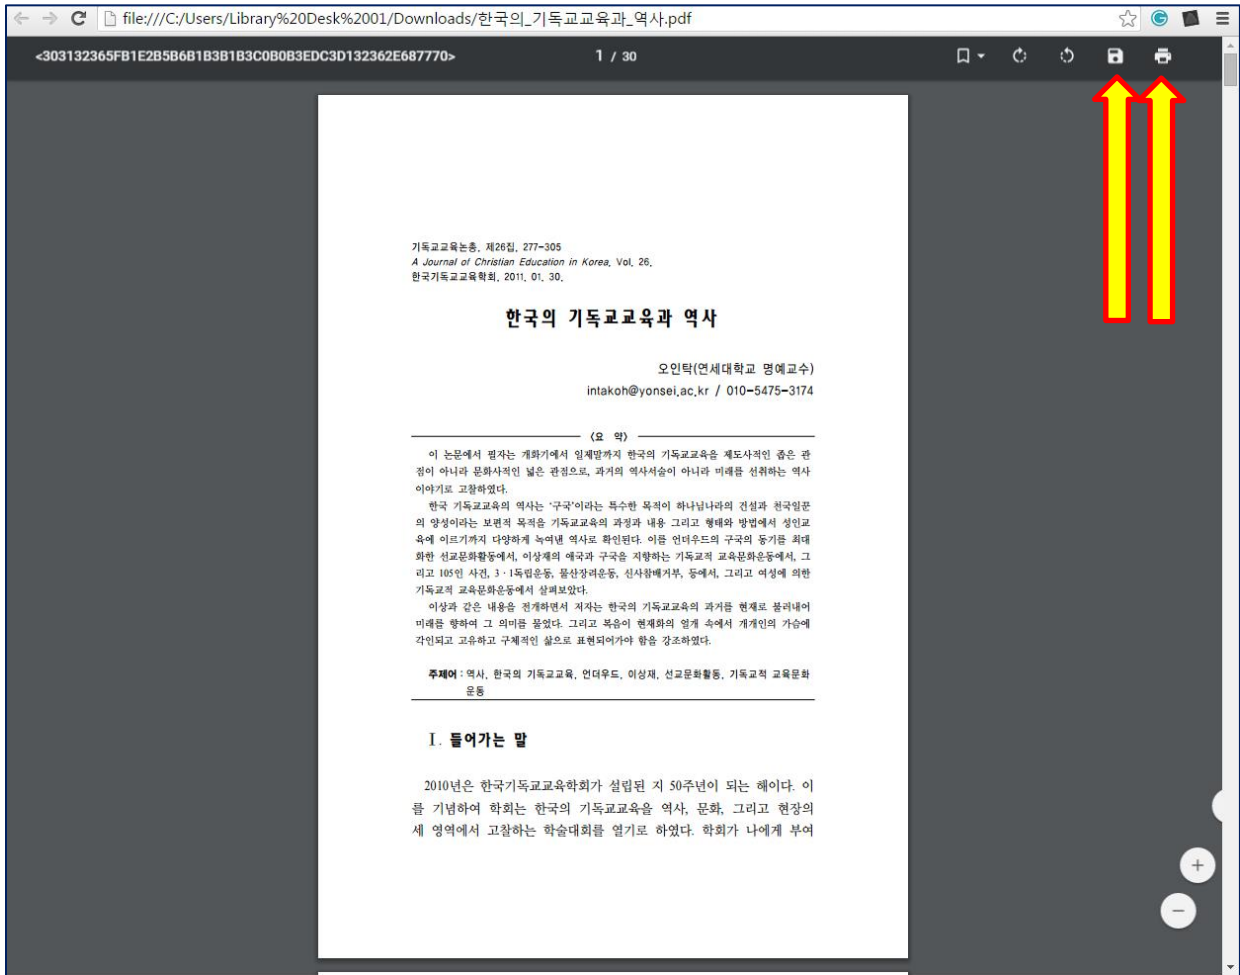 file:///C:/Users/Library%20Desk%2001/Downloads/한국의_기독교교육과_역사.pdf
<303132365FB1E2B5B6B1B3B1B3C0B0B3EDC3D132362E687770>
1 / 30
기독교교육논총, 제26집, 277-305
A Journal of Christian Education in Korea, Vol. 26,
한국기독교교육학회, 2011. 01. 30.
한국의 기독교교육과 역사
오인탁(연세대학교 명예교수)
intakoh@yonsei.ac.kr / 010-5475-3174
〈요 약〉
이 논문에서 필자는 개화기에서 일제말까지 한국의 기독교교육을 제도사적인 좁은 관
점이 아니라 문화사적인 넓은 관점으로, 과거의 역사서술이 아니라 미래를 선취하는 역사
이야기로 고찰하였다.
한국 기독교교육의 역사는 '구국'이라는 특수한 목적이 하나님나라의 건설과 천국일꾼
의 양성이라는 보편적 목적을 기독교교육의 과정과 내용 그리고 형태와 방법에서 성인교
육에 이르기까지 다양하게 녹여낸 역사로 확인된다. 이를 언더우드의 구국의 동기를 최대
화한 선교문화활동에서, 이상재의 애국과 구국을 지향하는 기독교적 교육문화운동에서, 그
리고 105인 사건, 3·1독립운동, 물산장려운동, 신사참배거부, 등에서, 그리고 여성에 의한
기독교적 교육문화운동에서 살펴보았다.
이상과 같은 내용을 전개하면서 저자는 한국의 기독교교육의 과거를 현재로 불러내어
미래를 향하여 그 의미를 물었다. 그리고 복음이 현재화의 얼개 속에서 개개인의 가슴에
각인되고 고유하고 구체적인 삶으로 표현되어가야 함을 강조하였다.
주제어 : 역사, 한국의 기독교교육, 언더우드, 이상재, 선교문화활동, 기독교적 교육문화
운동
I. 들어가는 말
2010년은 한국기독교교육학회가 설립된 지 50주년이 되는 해이다. 이
를 기념하여 학회는 한국의 기독교교육을 역사, 문화, 그리고 현장의
세 영역에서 고찰하는 학술대회를 열기로 하였다. 학회가 나에게 부여